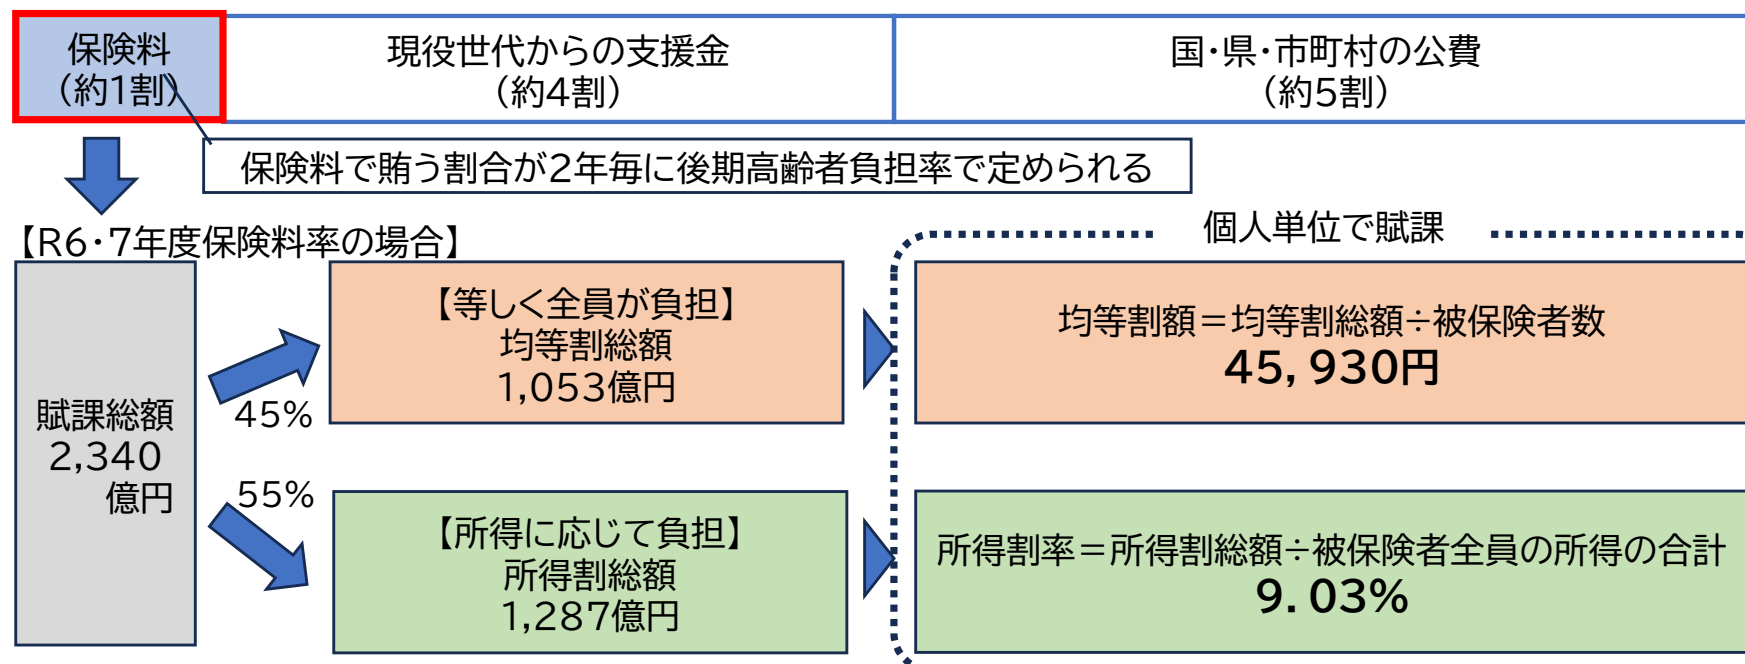 保険料
（約1割）
現役世代からの支援金
（約4割）
国・県・市町村の公費
（約5割）
保険料で賄う割合が2年毎に後期高齢者負担率で定められる
【R6・7年度保険料率の場合】
個人単位で賦課
賦課総額
2,340
億円
45%
55%
【等しく全員が負担】
均等割総額
1,053億円
均等割額＝均等割総額÷被保険者数
45,930円
【所得に応じて負担】
所得割総額
1,287億円
所得割率＝所得割総額÷被保険者全員の所得の合計
9.03%